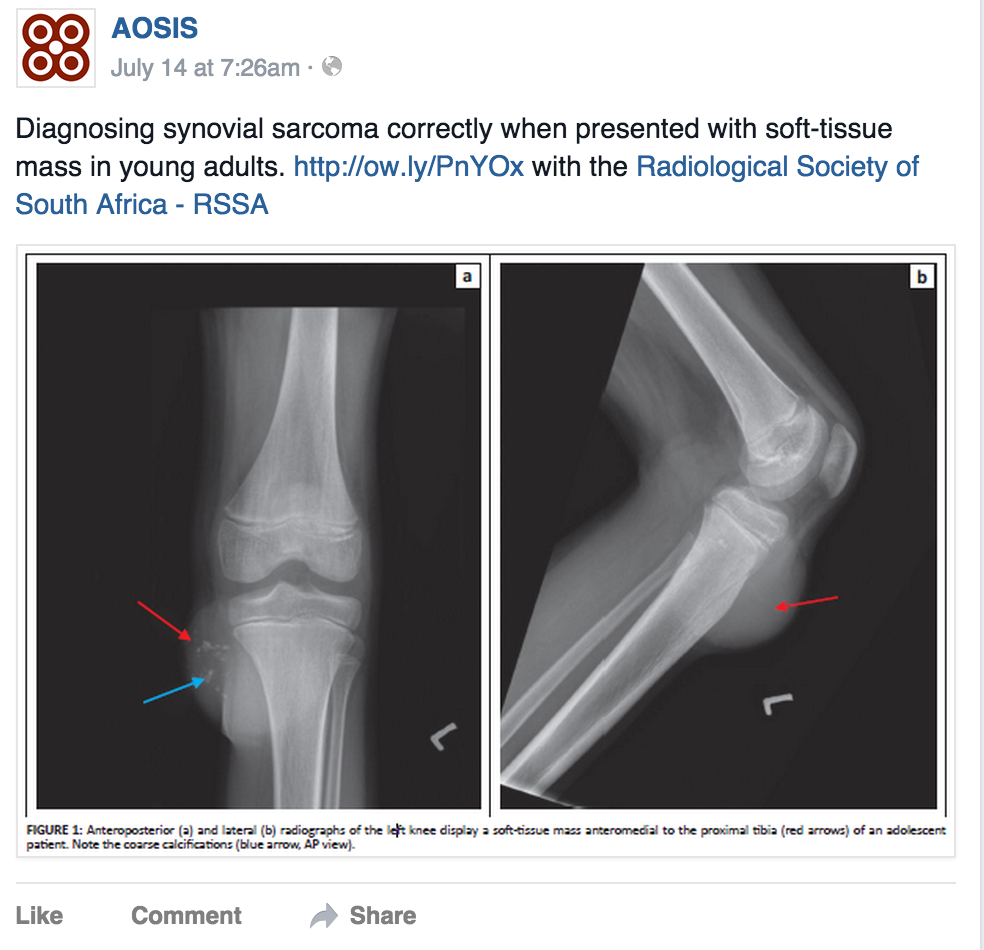 AOSIS
July 14 at 7:26am ·
Diagnosing synovial sarcoma correctly when presented with soft-tissue
mass in young adults. http://ow.ly/PnYOx with the Radiological Society of
South Africa - RSSA
a
b
L
L
FIGURE 1: Anteroposterior (a) and lateral (b) radiographs of the left knee display a soft-tissue mass anteromedial to the proximal tibia (red arrows) of an adolescent
patient. Note the coarse calcifications (blue arrow, AP view).
Like Comment Share